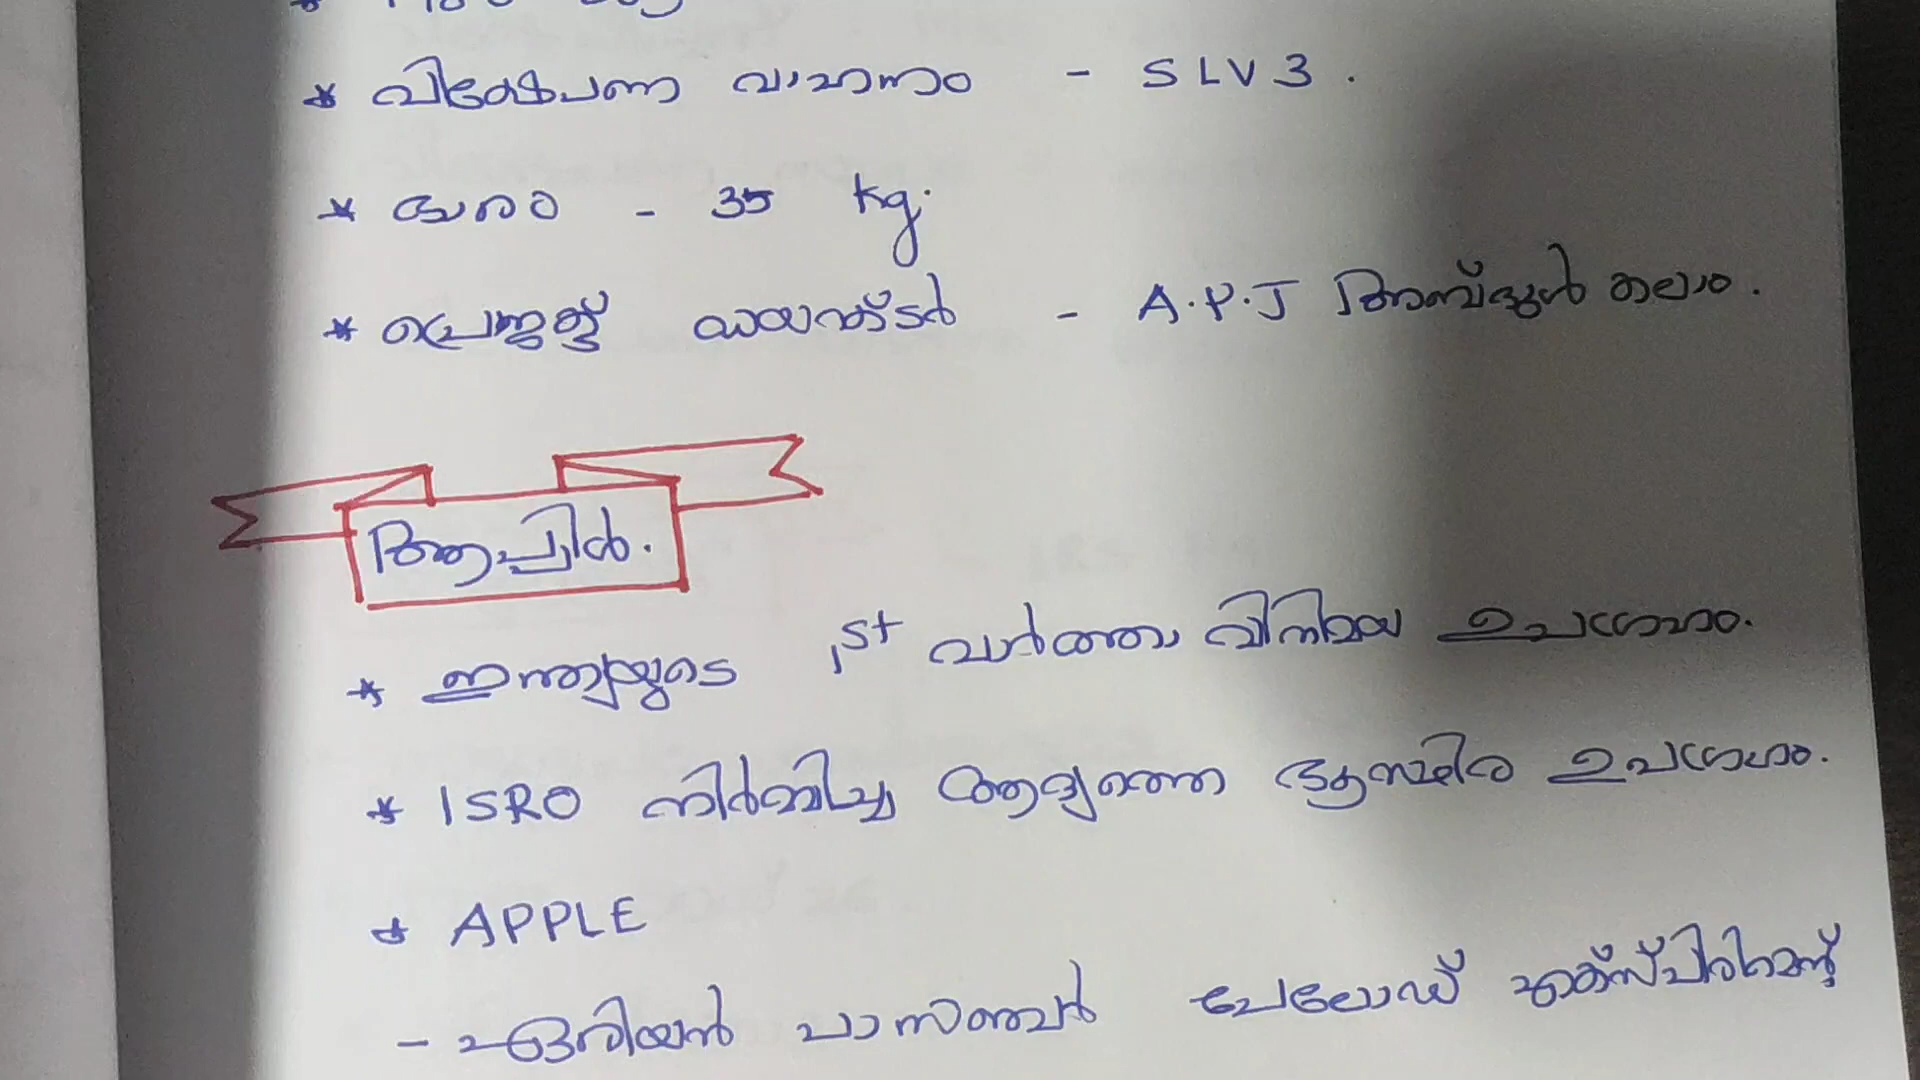 * വിക്ഷേപണ വാഹനം - SLV 3.
* ഭാരം - 35 kg.
* പ്രൊജക്ട് ഡയറക്ടർ - A.P.J അബ്ദുൾ കലാം.
ആപ്പിൾ.
* ഇന്ത്യയുടെ 1st വാർത്താ വിനിമയ ഉപഗ്രഹം.
* ISRO നിർമ്മിച്ച ആദ്യത്തെ ഭൂസ്ഥിര ഉപഗ്രഹം.
* APPLE
- ഏരിയൻ പാസഞ്ചർ പേലോഡ് എക്സ്പിരിമെന്റ്